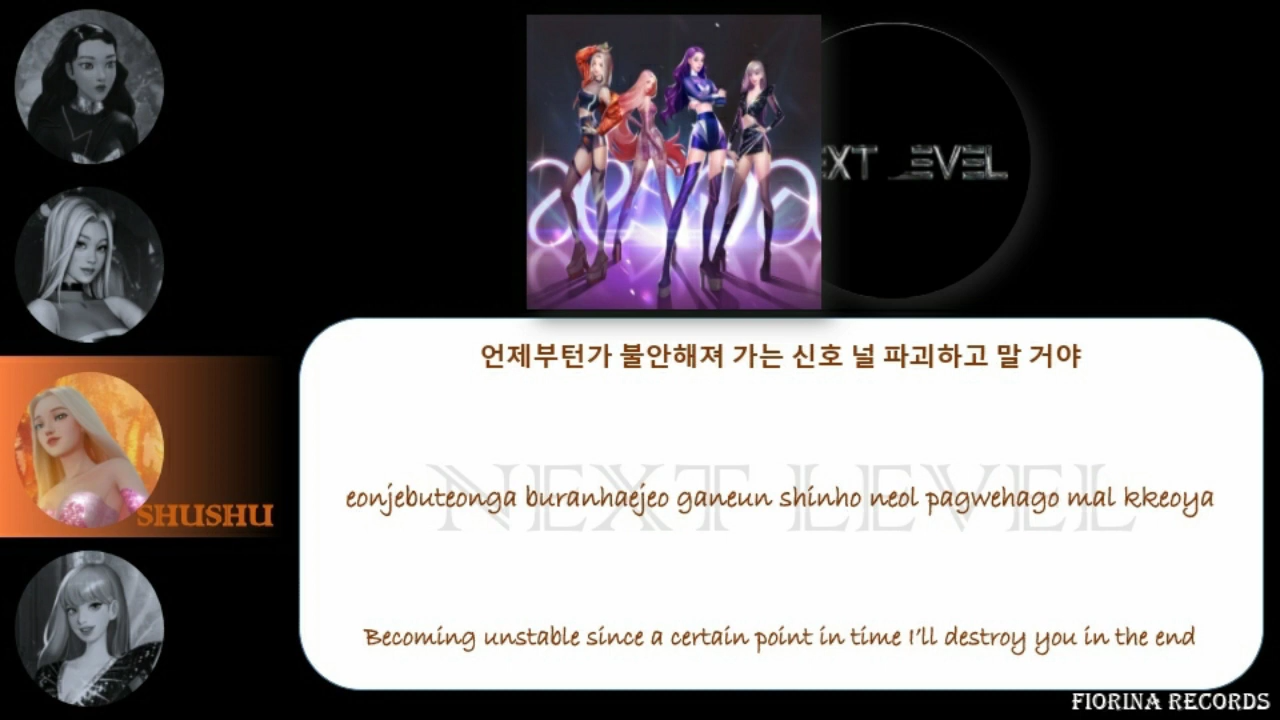 aespa
EXT LEVEL
언제부턴가 불안해져 가는 신호 널 파괴하고 말 거야
NEXT LEVEL
eonjebuteonga buranhaejeo ganeun shinho neol pagwehago mal kkeoya
SHUSHU
Becoming unstable since a certain point in time I'll destroy you in the end
FIORINA RECORDS